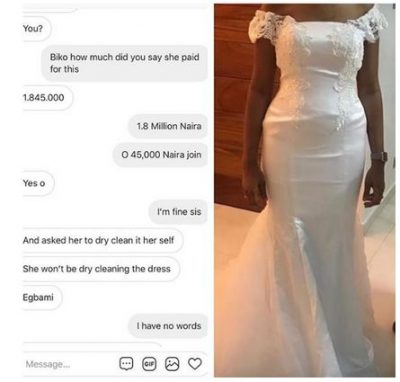 You?
Biko how much did you say she paid
for this
1.845.000
1.8 Million Naira
O 45,000 Naira join
Yes o
I'm fine sis
And asked her to dry clean it her self
She won't be dry cleaning the dress
Egbami
I have no words
Message...
GIF